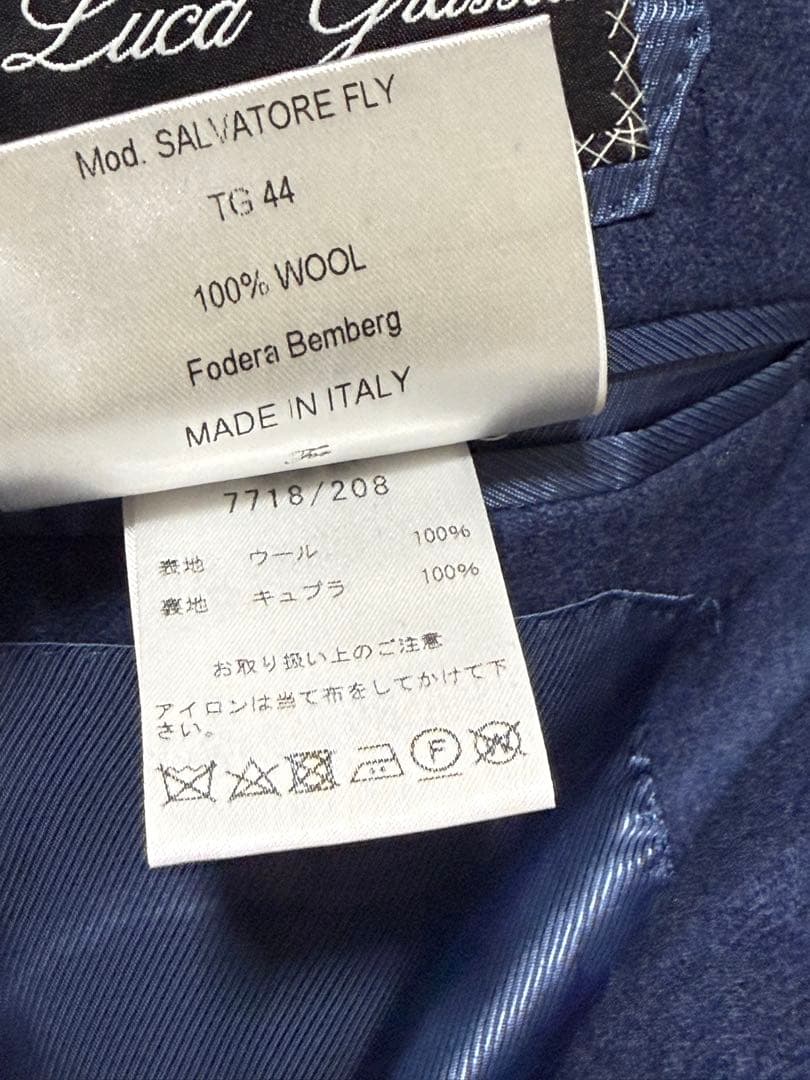 Luca
Mod. SALVATORE FLY
TG 44
100% WOOL
Fodera Bemberg
MADE IN ITALY
7718/208
表地 ウール 100%
裏地 キュプラ 100%
お取り扱い上のご注意
アイロンは当て布をしてかけて下
さい。
F
W